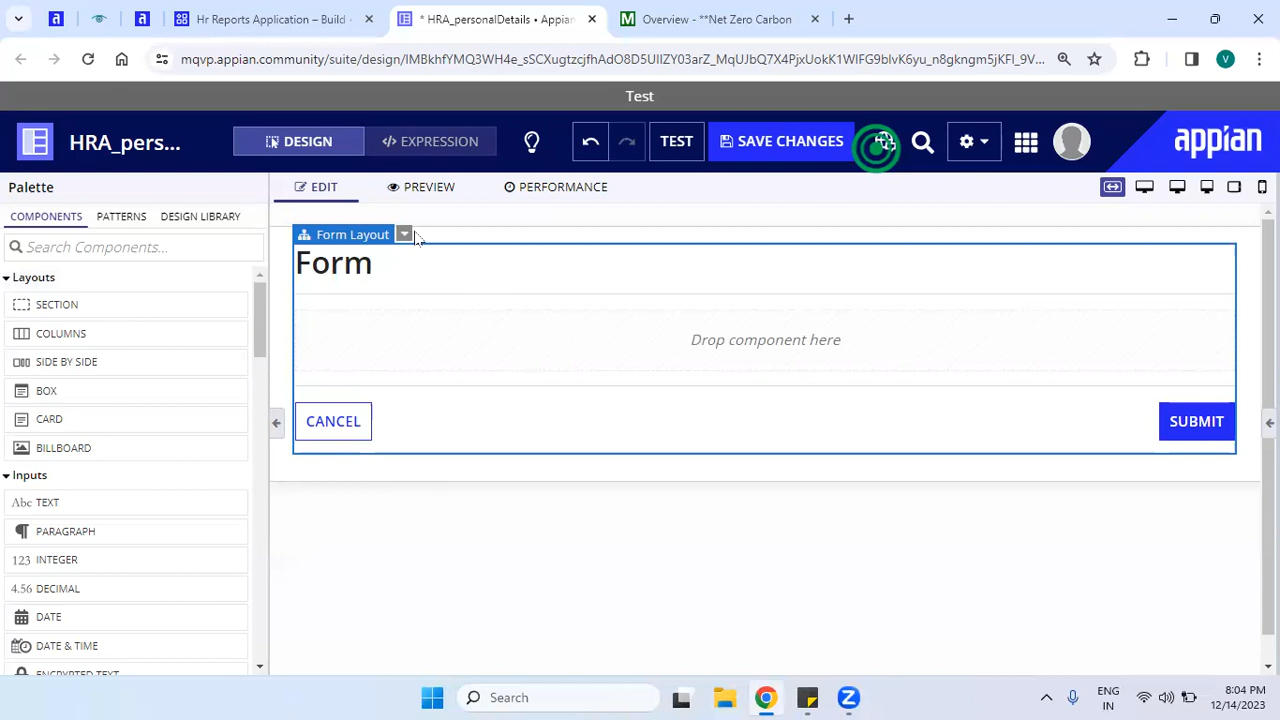 Hr Reports Application – Build
* HRA_personalDetails • Appian
Overview - **Net Zero Carbon
Test
HRA_pers...
DESIGN
</> EXPRESSION
TEST
SAVE CHANGES
appian
Palette
EDIT
PREVIEW
PERFORMANCE
COMPONENTS
PATTERNS
DESIGN LIBRARY
Search Components...
Layouts
SECTION
COLUMNS
SIDE BY SIDE
BOX
CARD
BILLBOARD
Inputs
Abc TEXT
PARAGRAPH
123 INTEGER
4.56 DECIMAL
DATE
DATE & TIME
ENCRYPTED TEXT
Form Layout
Form
Drop component here
CANCEL
SUBMIT
Search
ENG
IN
8:04 PM
12/14/2023